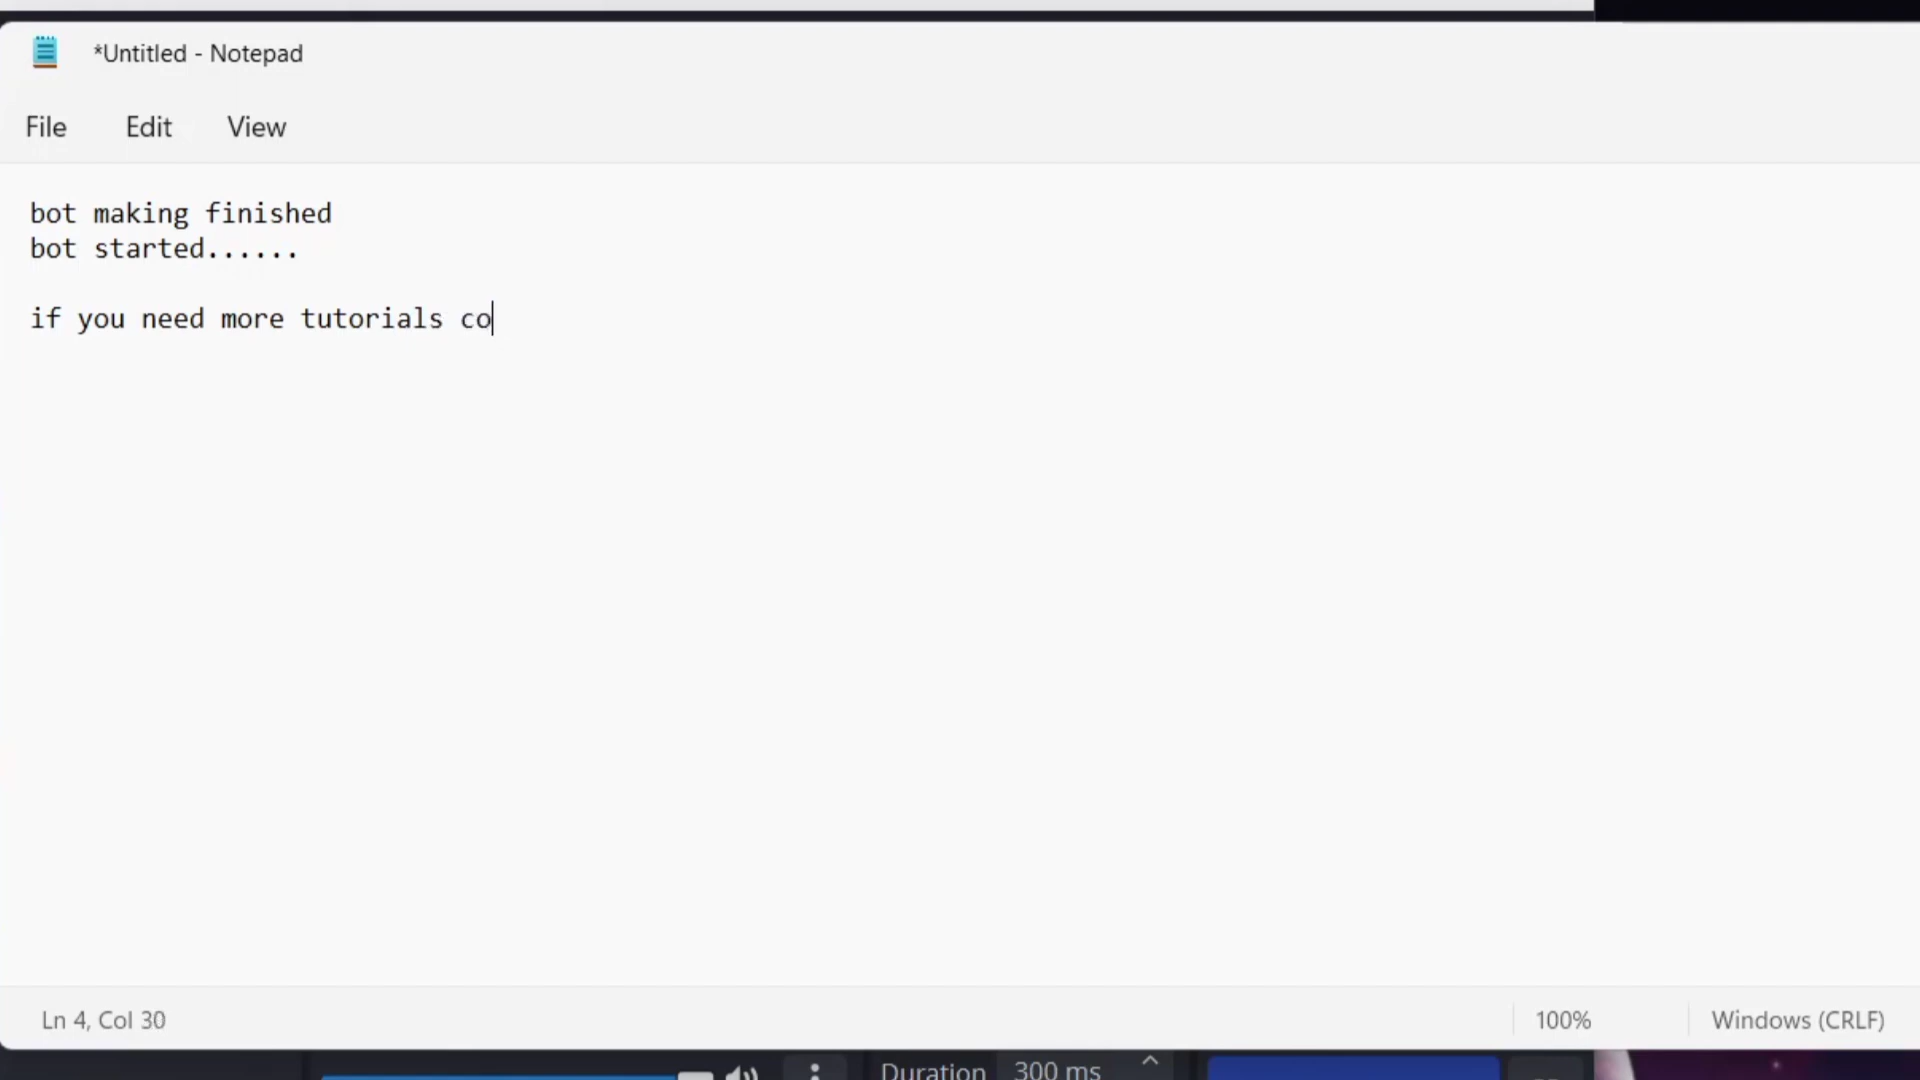 *Untitled - Notepad
File Edit View
bot making finished
bot started......
if you need more tutorials co
Ln 4, Col 30 100% Windows (CRLF)
Duration 300 ms